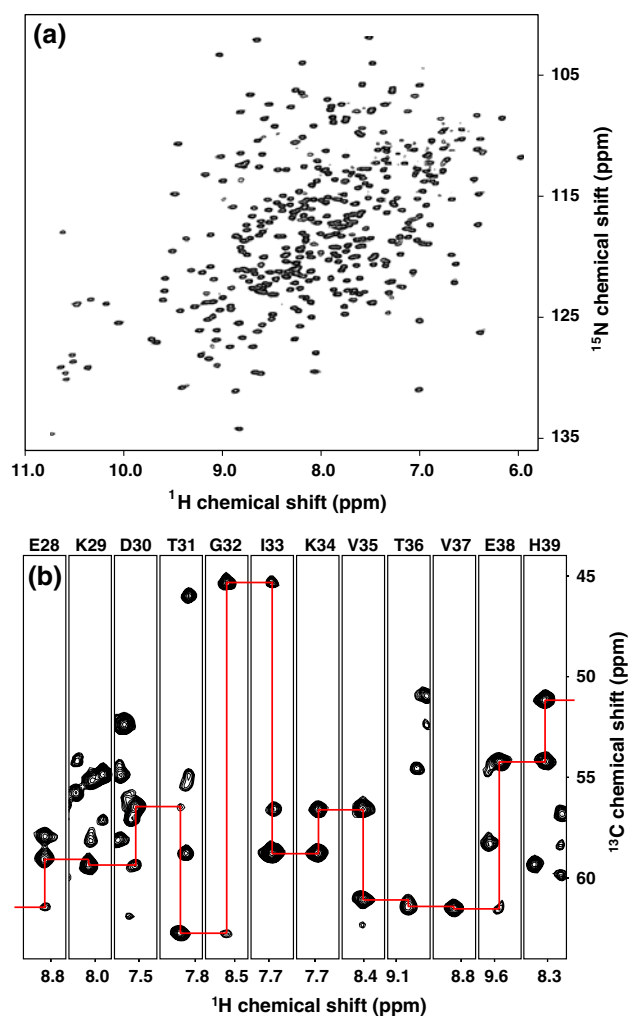 (a)
105
115
125
135
¹⁵N chemical shift (ppm)
11.0 10.0 9.0 8.0 7.0 6.0
¹H chemical shift (ppm)
E28 K29 D30 T31 G32 I33 K34 V35 T36 V37 E38 H39
(b)
45
50
55
60
¹³C chemical shift (ppm)
8.8 8.0 7.5 7.8 8.5 7.7 7.7 8.4 9.1 8.8 9.6 8.3
¹H chemical shift (ppm)